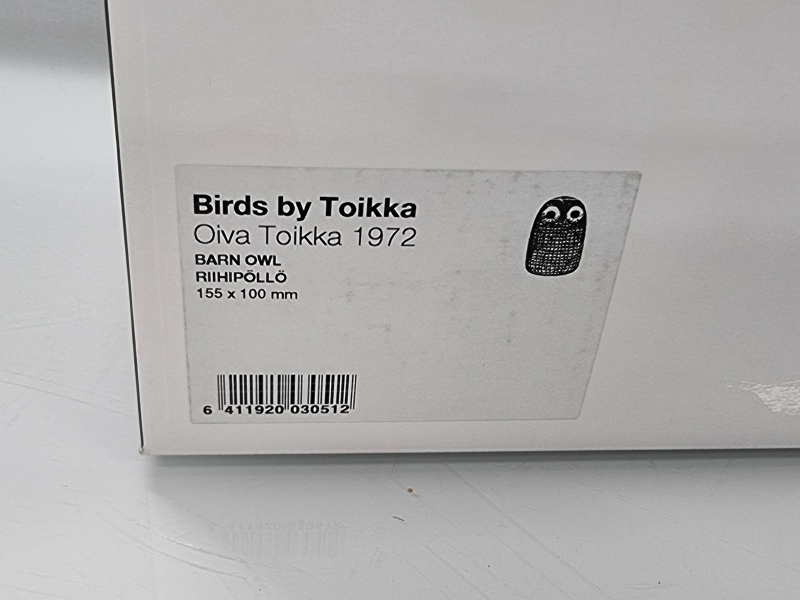 Birds by Toikka
Oiva Toikka 1972
BARN OWL
RIIHIPÖLLÖ
155 x 100 mm
6 411920 030512